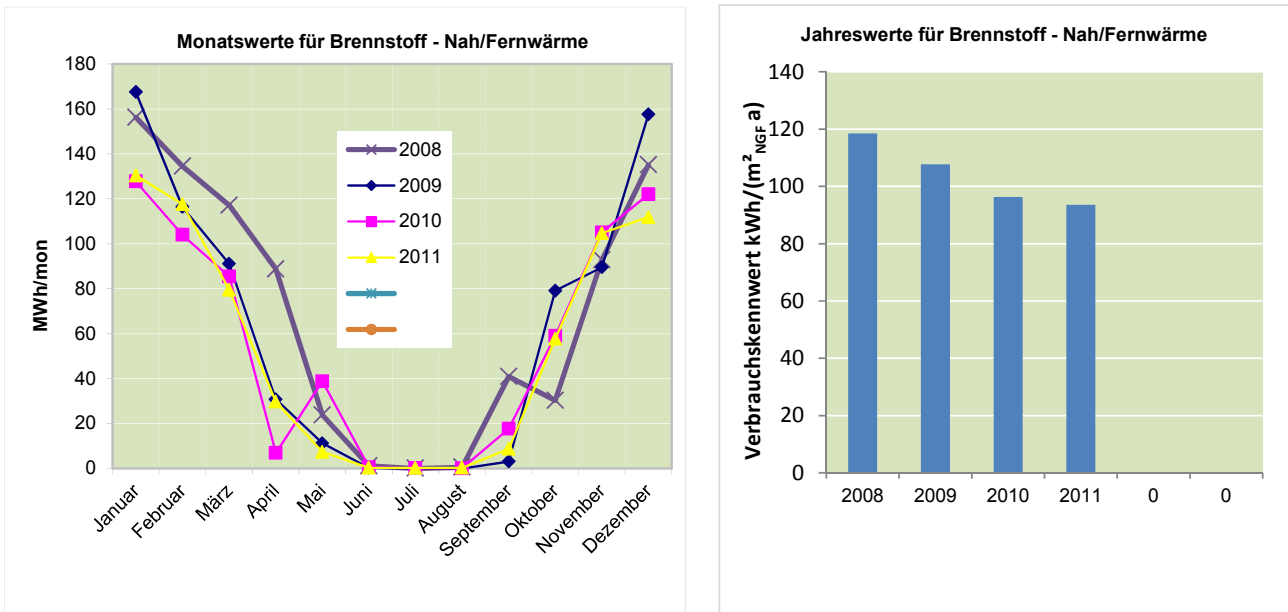 Monatswerte für Brennstoff - Nah/Fernwärme
180
160
140
120
100
80
60
40
20
0
MWh/mon
2008
2009
2010
2011
Januar
Februar
März
April
Mai
Juni
Juli
August
September
Oktober
November
Dezember
Jahreswerte für Brennstoff - Nah/Fernwärme
140
120
100
80
60
40
20
0
Verbrauchskennwert kWh/(m²NGF a)
2008 2009 2010 2011 0 0